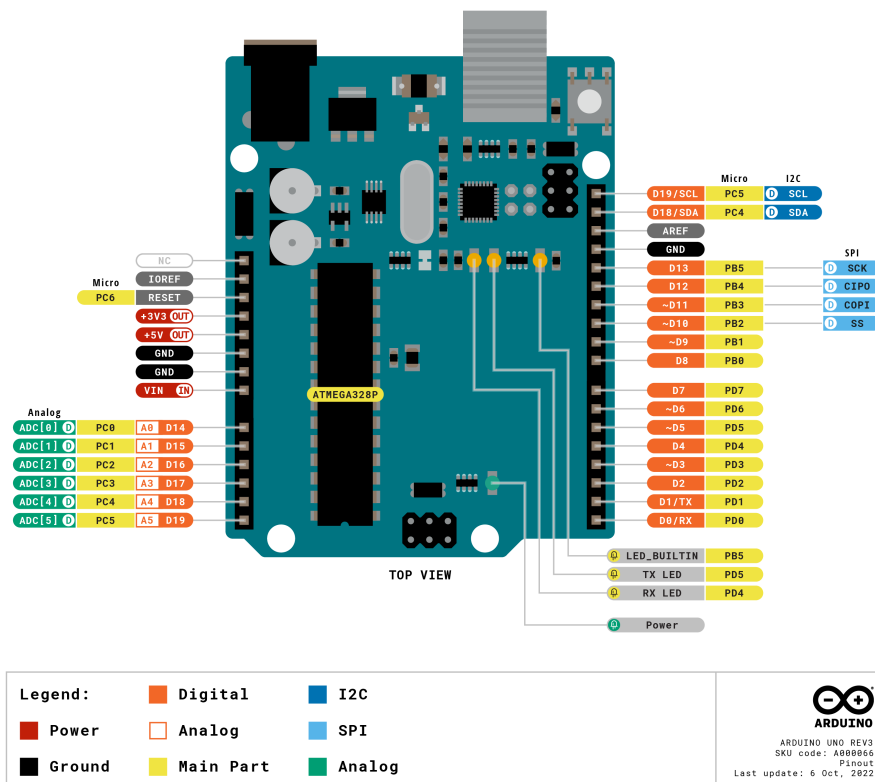 Micro I2C
D19/SCL PC5 D SCL
D18/SDA PC4 D SDA
AREF
GND
SPI
D13 PB5 D SCK
D12 PB4 D CIPO
~D11 PB3 D COPI
~D10 PB2 D SS
~D9 PB1
D8 PB0
D7 PD7
~D6 PD6
~D5 PD5
D4 PD4
~D3 PD3
D2 PD2
D1/TX PD1
D0/RX PD0
NC
IOREF
Micro
PC6 RESET
+3V3 OUT
+5V OUT
GND
GND
VIN IN
Analog
ADC[0] D PC0 A0 D14
ADC[1] D PC1 A1 D15
ADC[2] D PC2 A2 D16
ADC[3] D PC3 A3 D17
ADC[4] D PC4 A4 D18
ADC[5] D PC5 A5 D19
ATMEGA328P
LED_BUILTIN PB5
TX LED PD5
RX LED PD4
Power
TOP VIEW
Legend:
Power
Ground
Digital
Analog
Main Part
I2C
SPI
Analog
ARDUINO
ARDUINO UNO REV3
SKU code: A000066
Pinout
Last update: 6 Oct, 2022